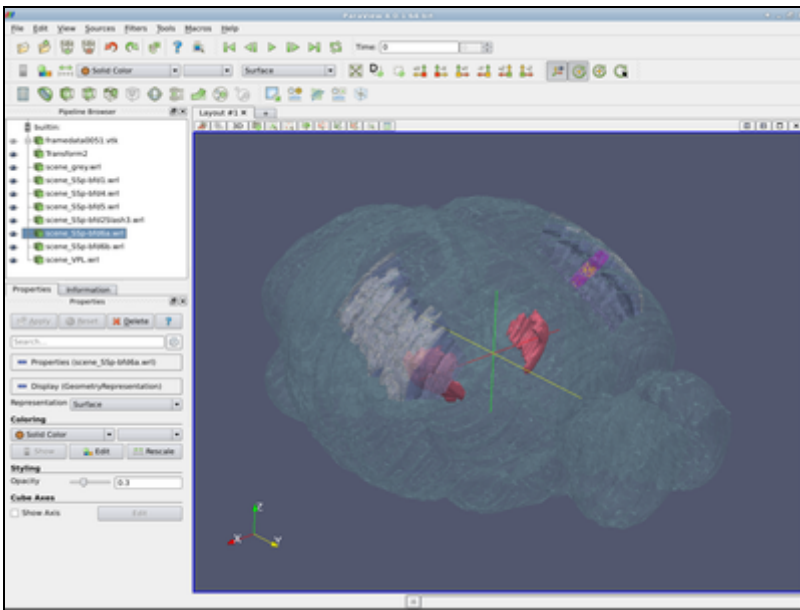 File Edit View Sources Filters Tools Macros Help
Time: 0
Solid Color Surface
Pipeline Browser
Layout #1
3D
builtin:
framedata0051.vtk
Transform2
scene_grey.wrl
scene_SSp-bfd1.wrl
scene_SSp-bfd4.wrl
scene_SSp-bfd5.wrl
scene_SSp-bfd2Slash3.wrl
scene_SSp-bfd6a.wrl
scene_SSp-bfd6b.wrl
scene_VPL.wrl
Properties Information
Properties
Apply Reset Delete ?
Search...
Properties (scene_SSp-bfd6a.wrl)
Display (GeometryRepresentation)
Representation Surface
Coloring
Solid Color
Show Edit Rescale
Styling
Opacity 0.3
Cube Axes
Show Axis Edit
Z
X
Y